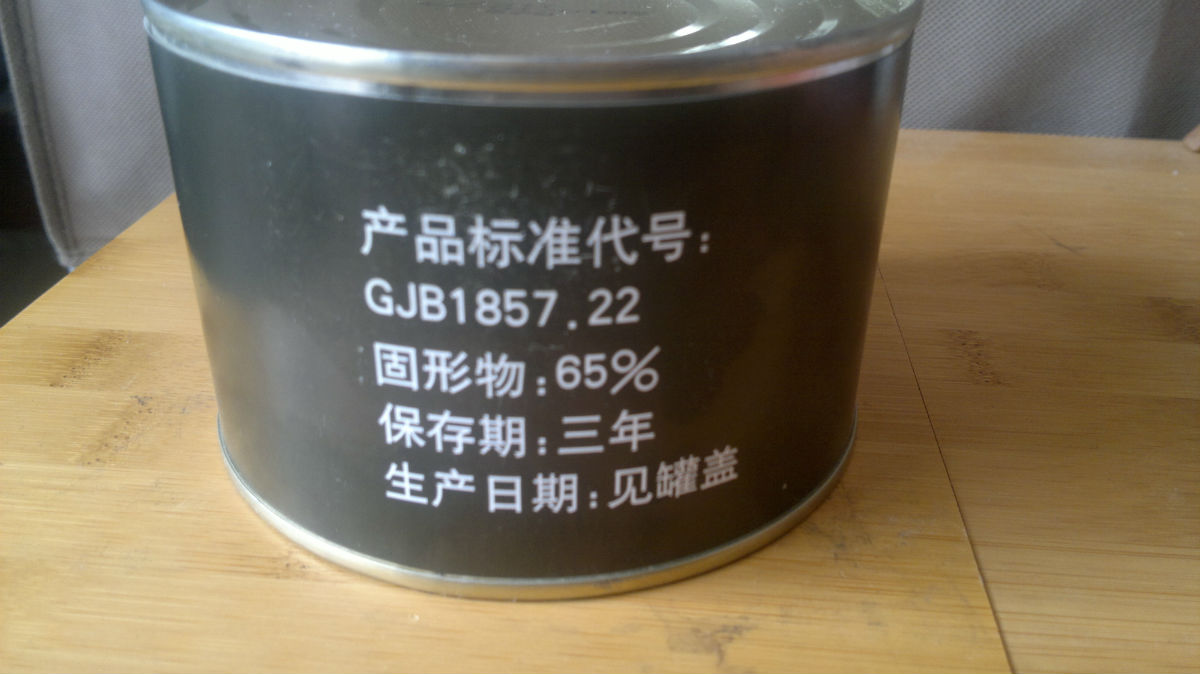 产品标准代号:
GJB1857.22
固形物:65%
保存期:三年
生产日期:见罐盖